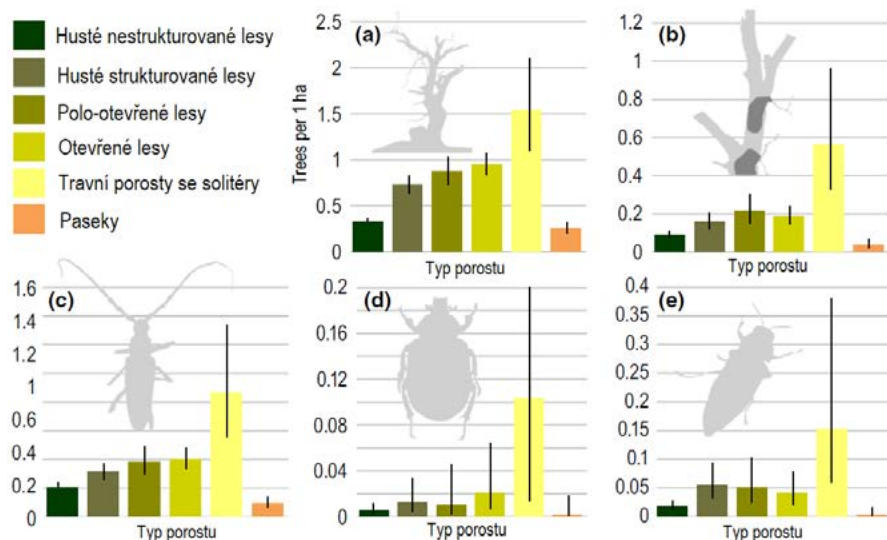 Husté nestrukturované lesy
Husté strukturované lesy
Polo-otevřené lesy
Otevřené lesy
Travní porosty se solitéry
Paseky
(a)
Trees per 1 ha
2.5
2
1.5
1
0.5
0
Typ porostu
(b)
1.2
1
0.8
0.6
0.4
0.2
0
Typ porostu
(c)
1.6
1.4
1.2
1
0.6
0.4
0.2
0
Typ porostu
(d)
0.2
0.16
0.12
0.08
0.04
0
Typ porostu
(e)
0.4
0.35
0.3
0.25
0.2
0.15
0.1
0.05
0
Typ porostu